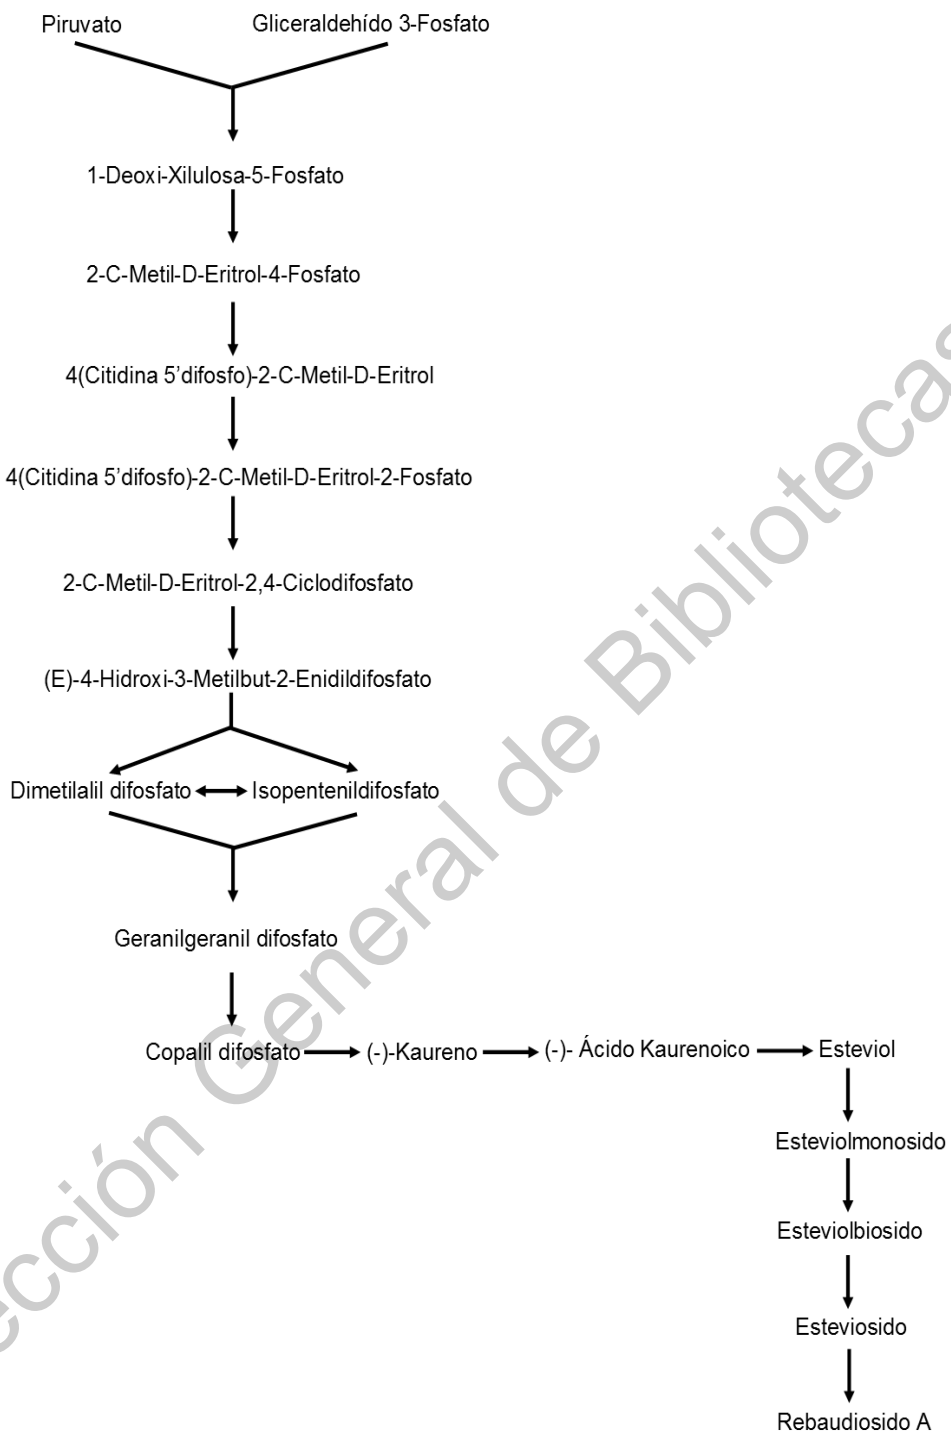 Piruvato
Gliceraldehído 3-Fosfato
1-Deoxi-Xilulosa-5-Fosfato
2-C-Metil-D-Eritrol-4-Fosfato
4(Citidina 5’difosfo)-2-C-Metil-D-Eritrol
4(Citidina 5’difosfo)-2-C-Metil-D-Eritrol-2-Fosfato
2-C-Metil-D-Eritrol-2,4-Ciclodifosfato
(E)-4-Hidroxi-3-Metilbut-2-Enidildifosfato
Dimetilalil difosfato
Isopentenildifosfato
Geranilgeranil difosfato
Copalil difosfato
(-)-Kaureno
(-)- Ácido Kaurenoico
Esteviol
Esteviolmonosido
Esteviolbiosido
Esteviosido
Rebaudiosido A
ección General de Bibliotecas